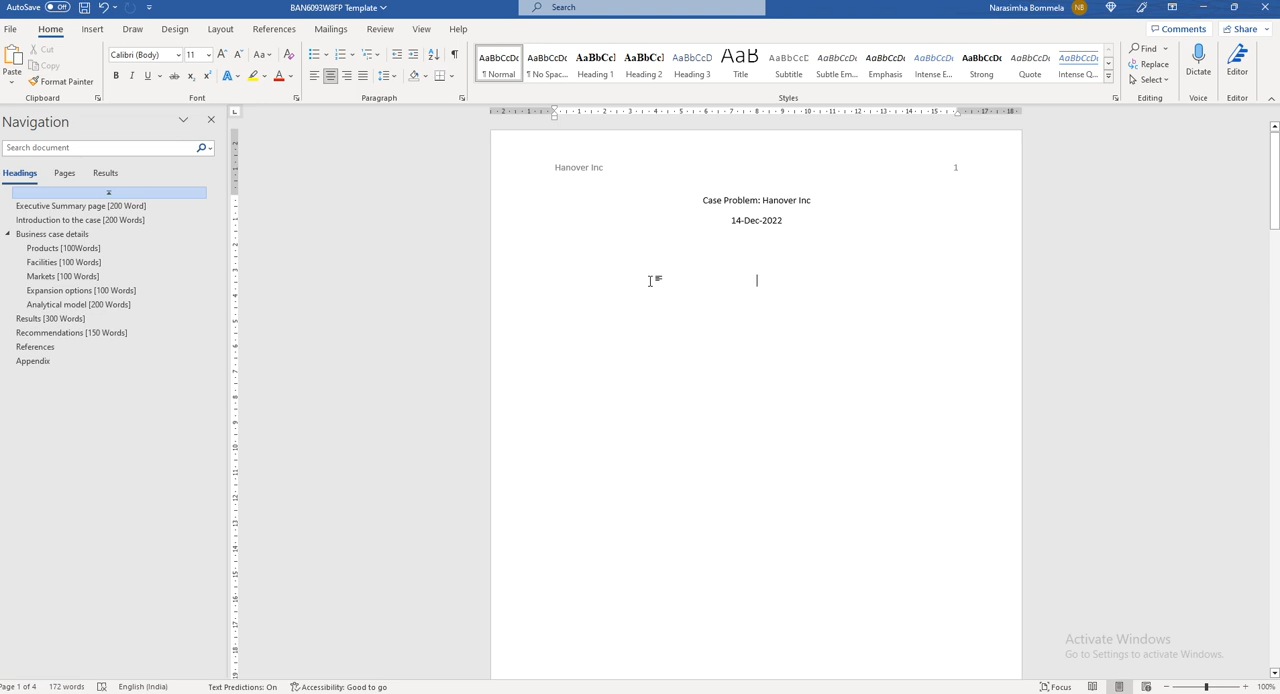 AutoSave Off BAN6093W8FP Template Search Narasimha Bommela NB
File Home Insert Draw Design Layout References Mailings Review View Help Comments Share
Paste
Cut
Copy
Format Painter
Clipboard
Calibri (Body) 11
Font
Paragraph
AaBbCcDc AaBbCcDc AaBbCcI AaBbCcI AaBbCcD AaB AaBbCcD AaBbCcDc AaBbCcDc AaBbCcDc AaBbCcDc AaBbCcDc AaBbCcDc
¶ Normal ¶ No Spac... Heading 1 Heading 2 Heading 3 Title Subtitle Subtle Em... Emphasis Intense E... Strong Quote Intense Q...
Styles
Find
Replace
Select
Editing
Dictate
Voice
Editor
Editor
Navigation
Search document
Headings Pages Results
Executive Summary page [200 Word]
Introduction to the case [200 Words]
Business case details
Products [100Words]
Facilities [100 Words]
Markets [100 Words]
Expansion options [100 Words]
Analytical model [200 Words]
Results [300 Words]
Recommendations [150 Words]
References
Appendix
Hanover Inc 1
Case Problem: Hanover Inc
14-Dec-2022
Activate Windows
Go to Settings to activate Windows.
Page 1 of 4 172 words English (India) Text Predictions: On Accessibility: Good to go Focus 100%